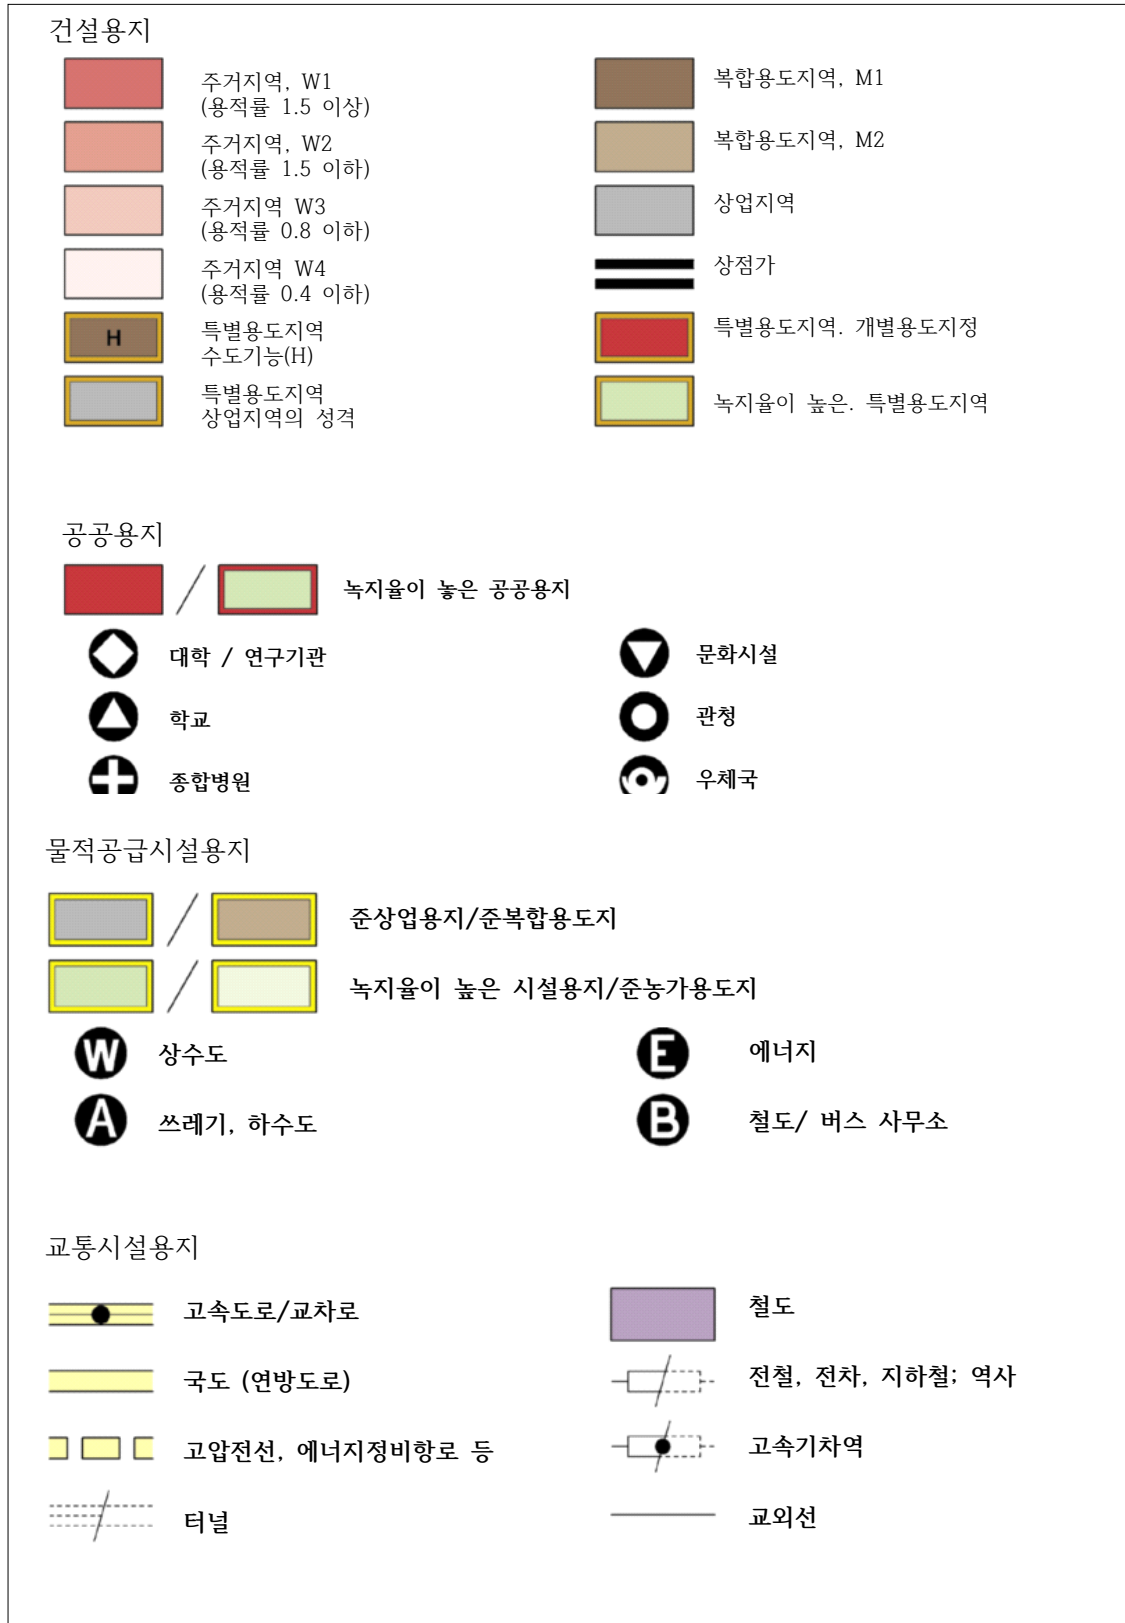 건설용지
주거지역, W1
(용적률 1.5 이상)
주거지역, W2
(용적률 1.5 이하)
주거지역 W3
(용적률 0.8 이하)
주거지역 W4
(용적률 0.4 이하)
H
특별용도지역
수도기능(H)
특별용도지역
상업지역의 성격
복합용도지역, M1
복합용도지역, M2
상업지역
상점가
특별용도지역. 개별용도지정
녹지율이 높은. 특별용도지역
공공용지
녹지율이 놓은 공공용지
대학 / 연구기관
문화시설
학교
관청
종합병원
우체국
물적공급시설용지
준상업용지/준복합용도지
녹지율이 높은 시설용지/준농가용도지
W 상수도
E 에너지
A 쓰레기, 하수도
B 철도/ 버스 사무소
교통시설용지
고속도로/교차로
철도
국도 (연방도로)
전철, 전차, 지하철; 역사
고압전선, 에너지정비항로 등
고속기차역
터널
교외선